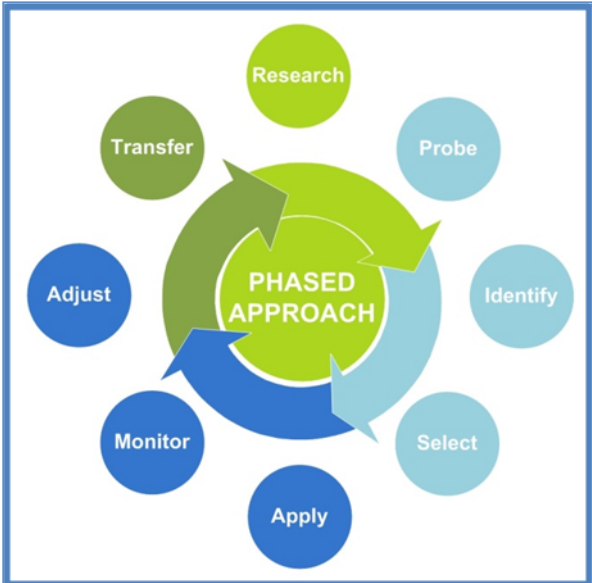 Research
Probe
Identify
Select
Apply
Monitor
Adjust
Transfer
PHASED
APPROACH